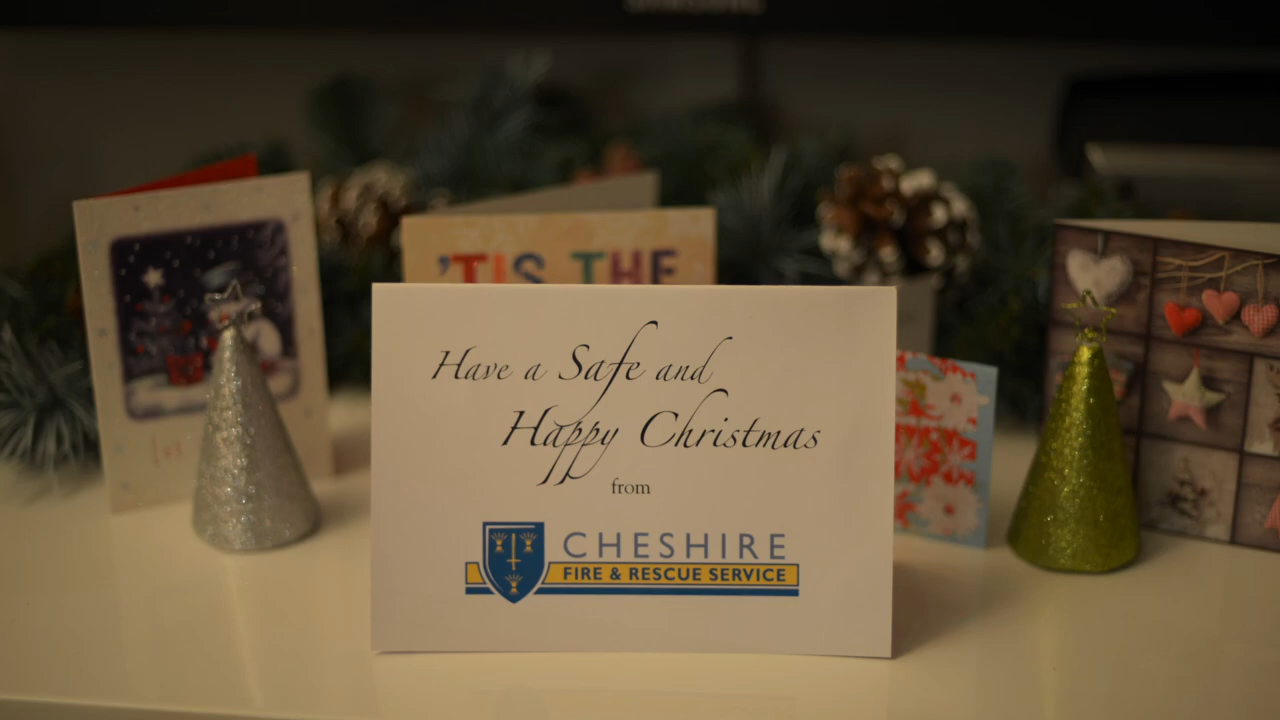 'TIS THE
Have a Safe and
Happy Christmas
from
CHESHIRE
FIRE & RESCUE SERVICE